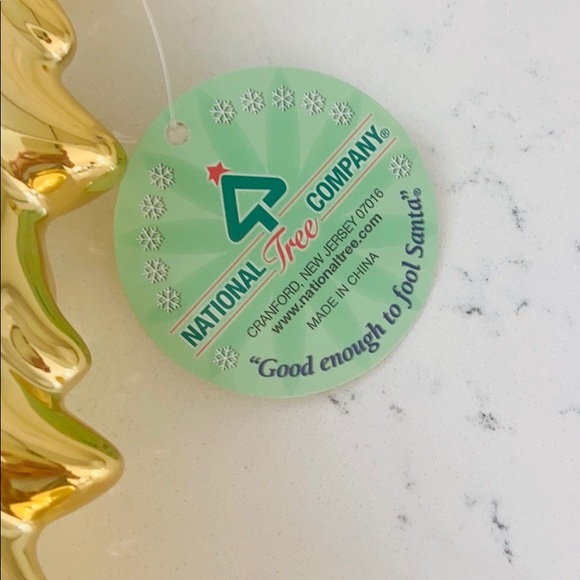 NATIONAL Tree COMPANY®
CRANFORD, NEW JERSEY 07016
www.nationaltree.com
MADE IN CHINA
“Good enough to fool Santa”®